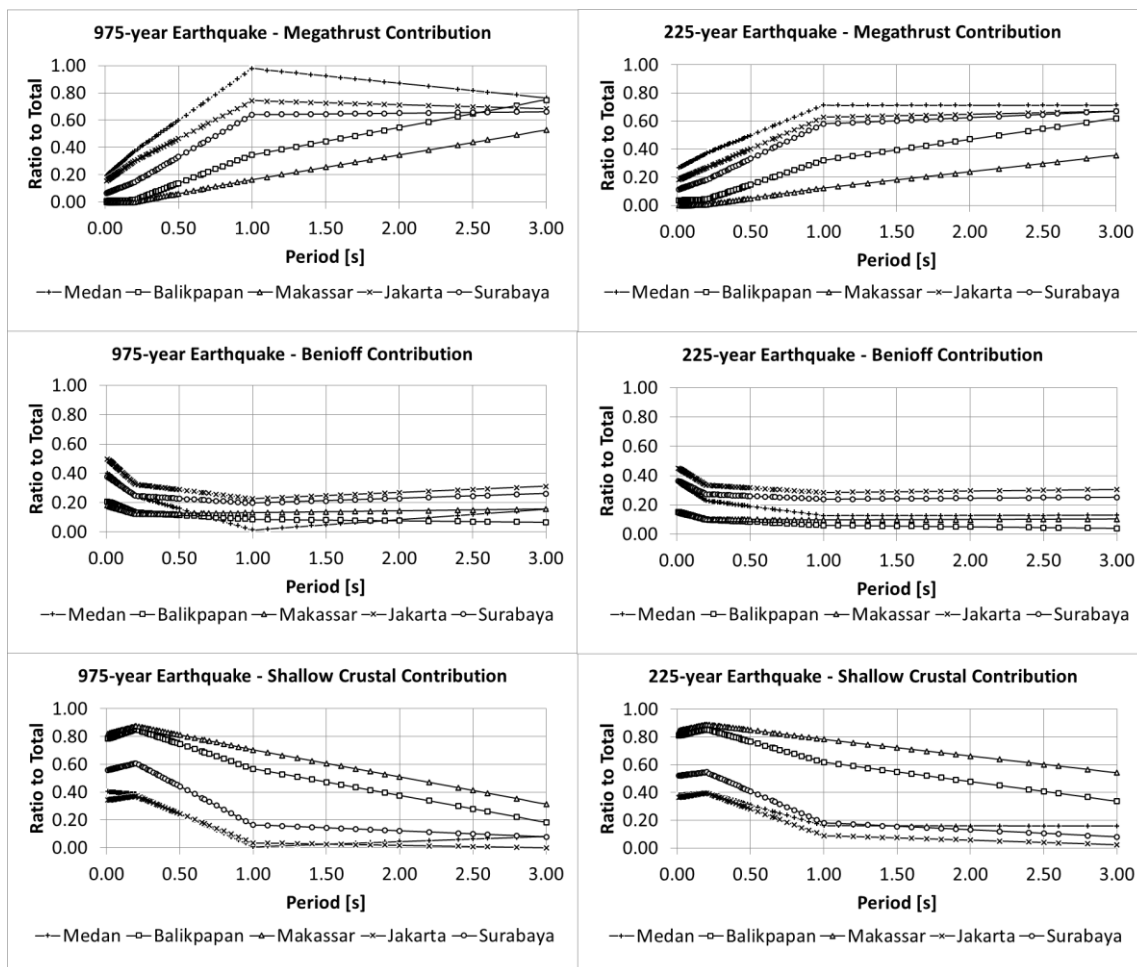 975-year Earthquake - Megathrust Contribution
Ratio to Total
1.00
0.80
0.60
0.40
0.20
0.00
0.00 0.50 1.00 1.50 2.00 2.50 3.00
Period [s]
Medan Balikpapan Makassar Jakarta Surabaya
225-year Earthquake - Megathrust Contribution
Ratio to Total
1.00
0.80
0.60
0.40
0.20
0.00
0.00 0.50 1.00 1.50 2.00 2.50 3.00
Period [s]
Medan Balikpapan Makassar Jakarta Surabaya
975-year Earthquake - Benioff Contribution
Ratio to Total
1.00
0.80
0.60
0.40
0.20
0.00
0.00 0.50 1.00 1.50 2.00 2.50 3.00
Period [s]
Medan Balikpapan Makassar Jakarta Surabaya
225-year Earthquake - Benioff Contribution
Ratio to Total
1.00
0.80
0.60
0.40
0.20
0.00
0.00 0.50 1.00 1.50 2.00 2.50 3.00
Period [s]
Medan Balikpapan Makassar Jakarta Surabaya
975-year Earthquake - Shallow Crustal Contribution
Ratio to Total
1.00
0.80
0.60
0.40
0.20
0.00
0.00 0.50 1.00 1.50 2.00 2.50 3.00
Period [s]
Medan Balikpapan Makassar Jakarta Surabaya
225-year Earthquake - Shallow Crustal Contribution
Ratio to Total
1.00
0.80
0.60
0.40
0.20
0.00
0.00 0.50 1.00 1.50 2.00 2.50 3.00
Period [s]
Medan Balikpapan Makassar Jakarta Surabaya